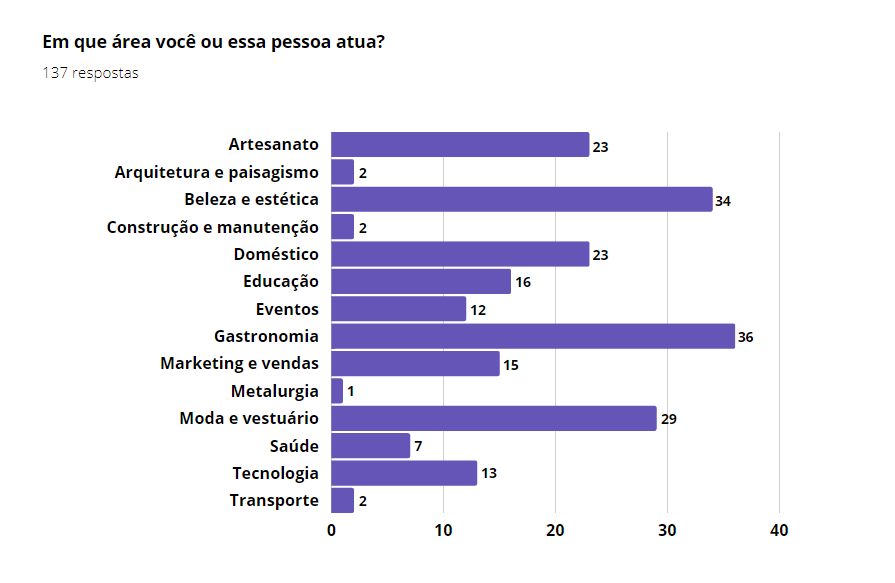 Em que área você ou essa pessoa atua?
137 respostas
Artesanato 23
Arquitetura e paisagismo 2
Beleza e estética 34
Construção e manutenção 2
Doméstico 23
Educação 16
Eventos 12
Gastronomia 36
Marketing e vendas 15
Metalurgia 1
Moda e vestuário 29
Saúde 7
Tecnologia 13
Transporte 2
0 10 20 30 40